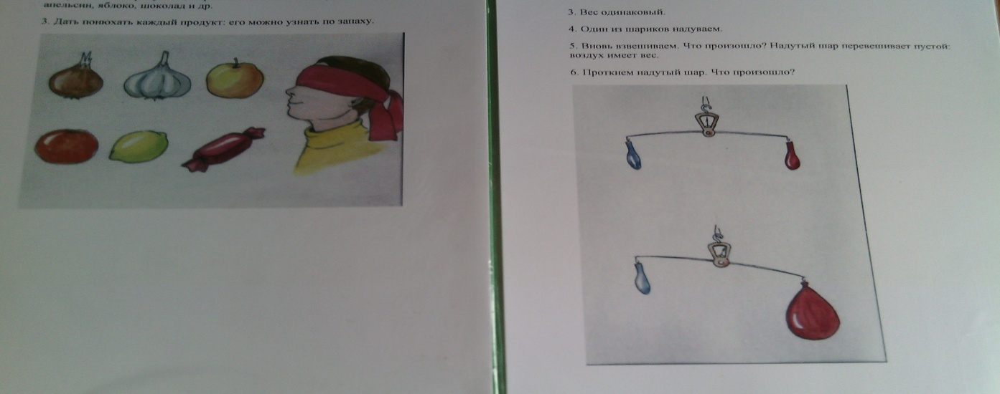 апельсин, яблоко, шоколад и др.
3. Дать понюхать каждый продукт: его можно узнать по запаху.
3. Вес одинаковый.
4. Один из шариков надуваем.
5. Вновь взвешиваем. Что произошло? Надутый шар перевешивает пустой:
воздух имеет вес.
6. Проткнем надутый шар. Что произошло?